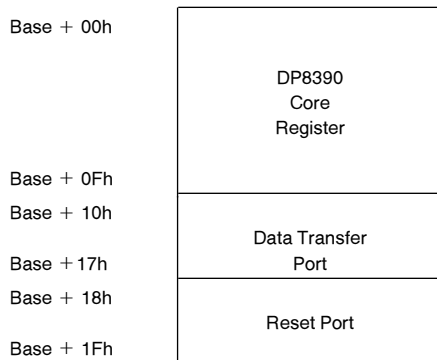 Base + 00h
DP8390
Core
Register
Base + 0Fh
Base + 10h
Data Transfer
Base +17h
Port
Base + 18h
Reset Port
Base + 1Fh